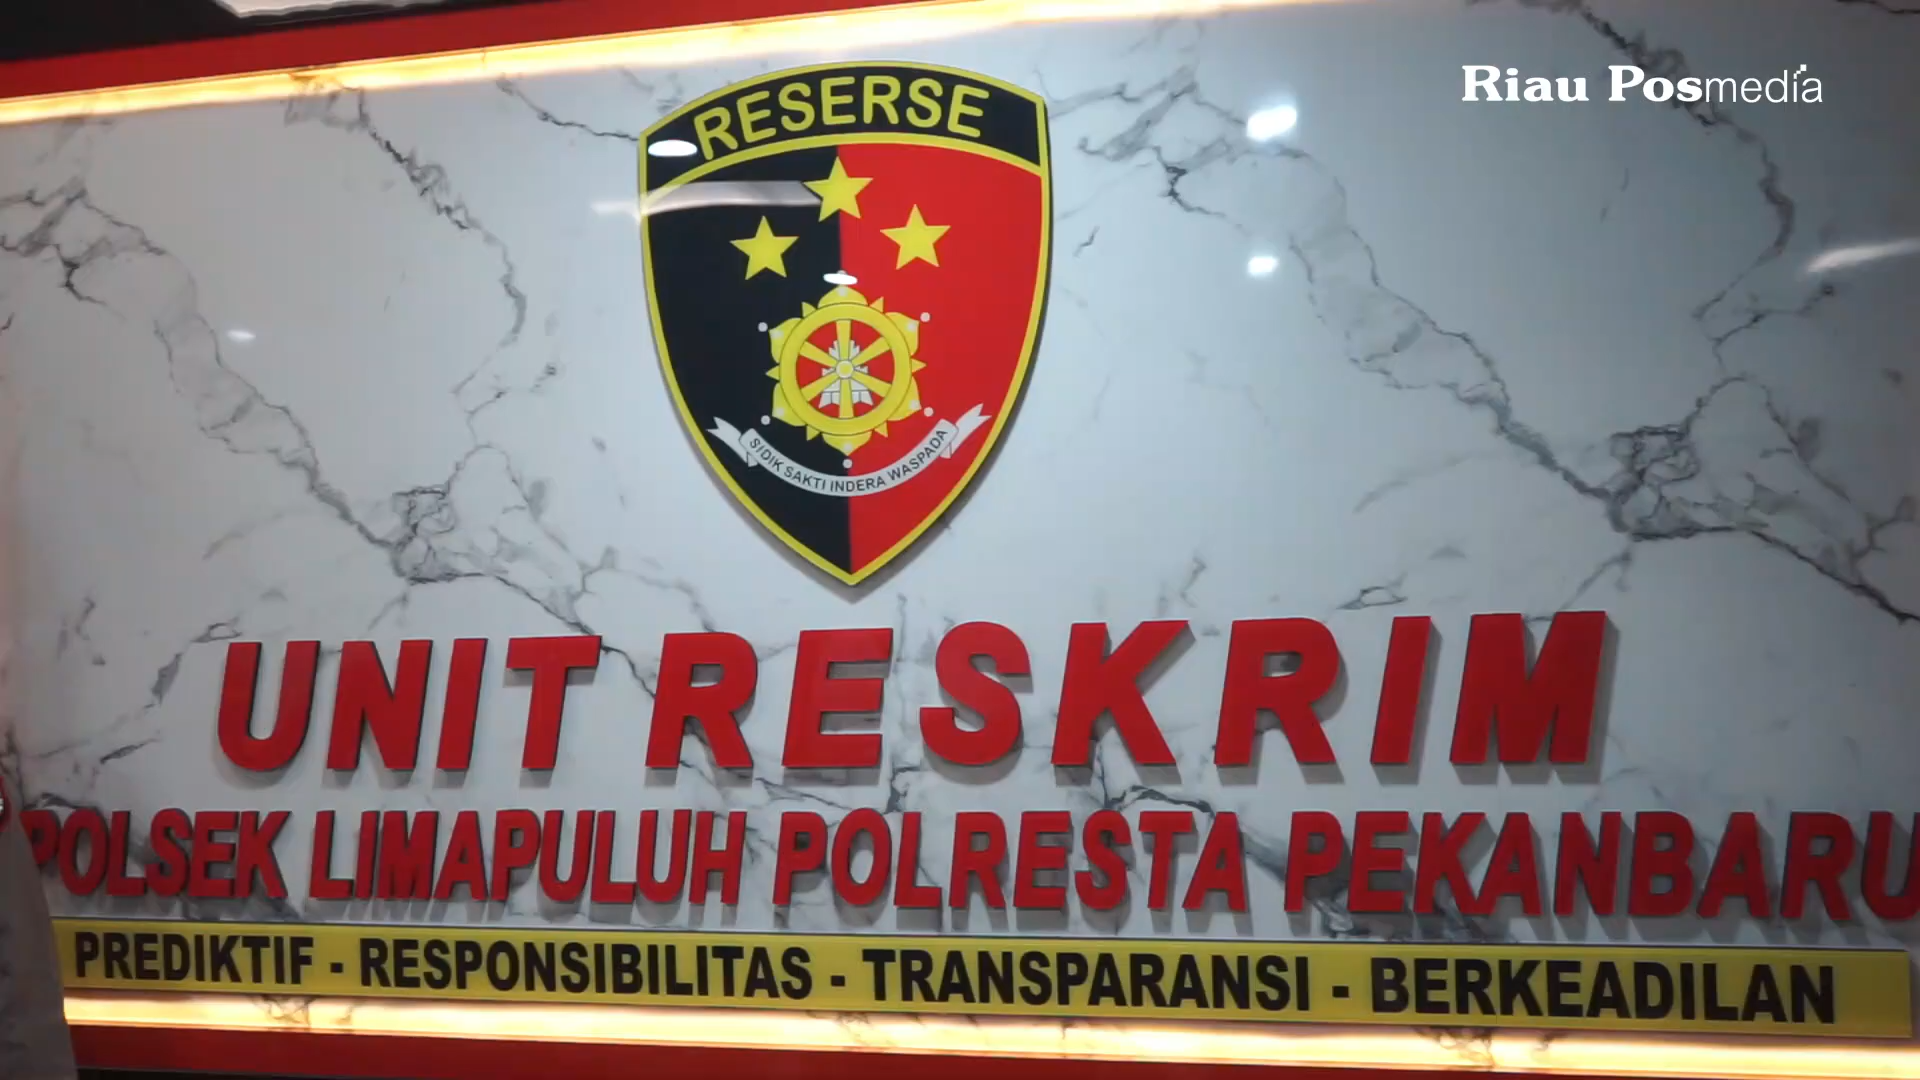 Riau Posmedia
RESERSE
SIDIK SAKTI INDERA WASPADA
UNIT RESKRIM
POLSEK LIMAPULUH POLRESTA PEKANBARU
PREDIKTIF - RESPONSIBILITAS - TRANSPARANSI - BERKEADILAN